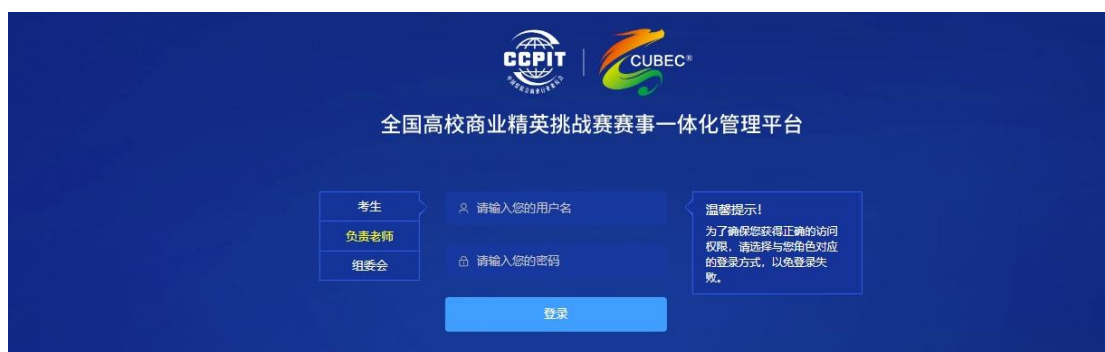 CCPIT
CUBEC®
全国高校商业精英挑战赛赛事一体化管理平台
考生
负责老师
组委会
请输入您的用户名
请输入您的密码
登录
温馨提示!
为了确保您获得正确的访问
权限，请选择与您角色对应
的登录方式，以免登录失
败。